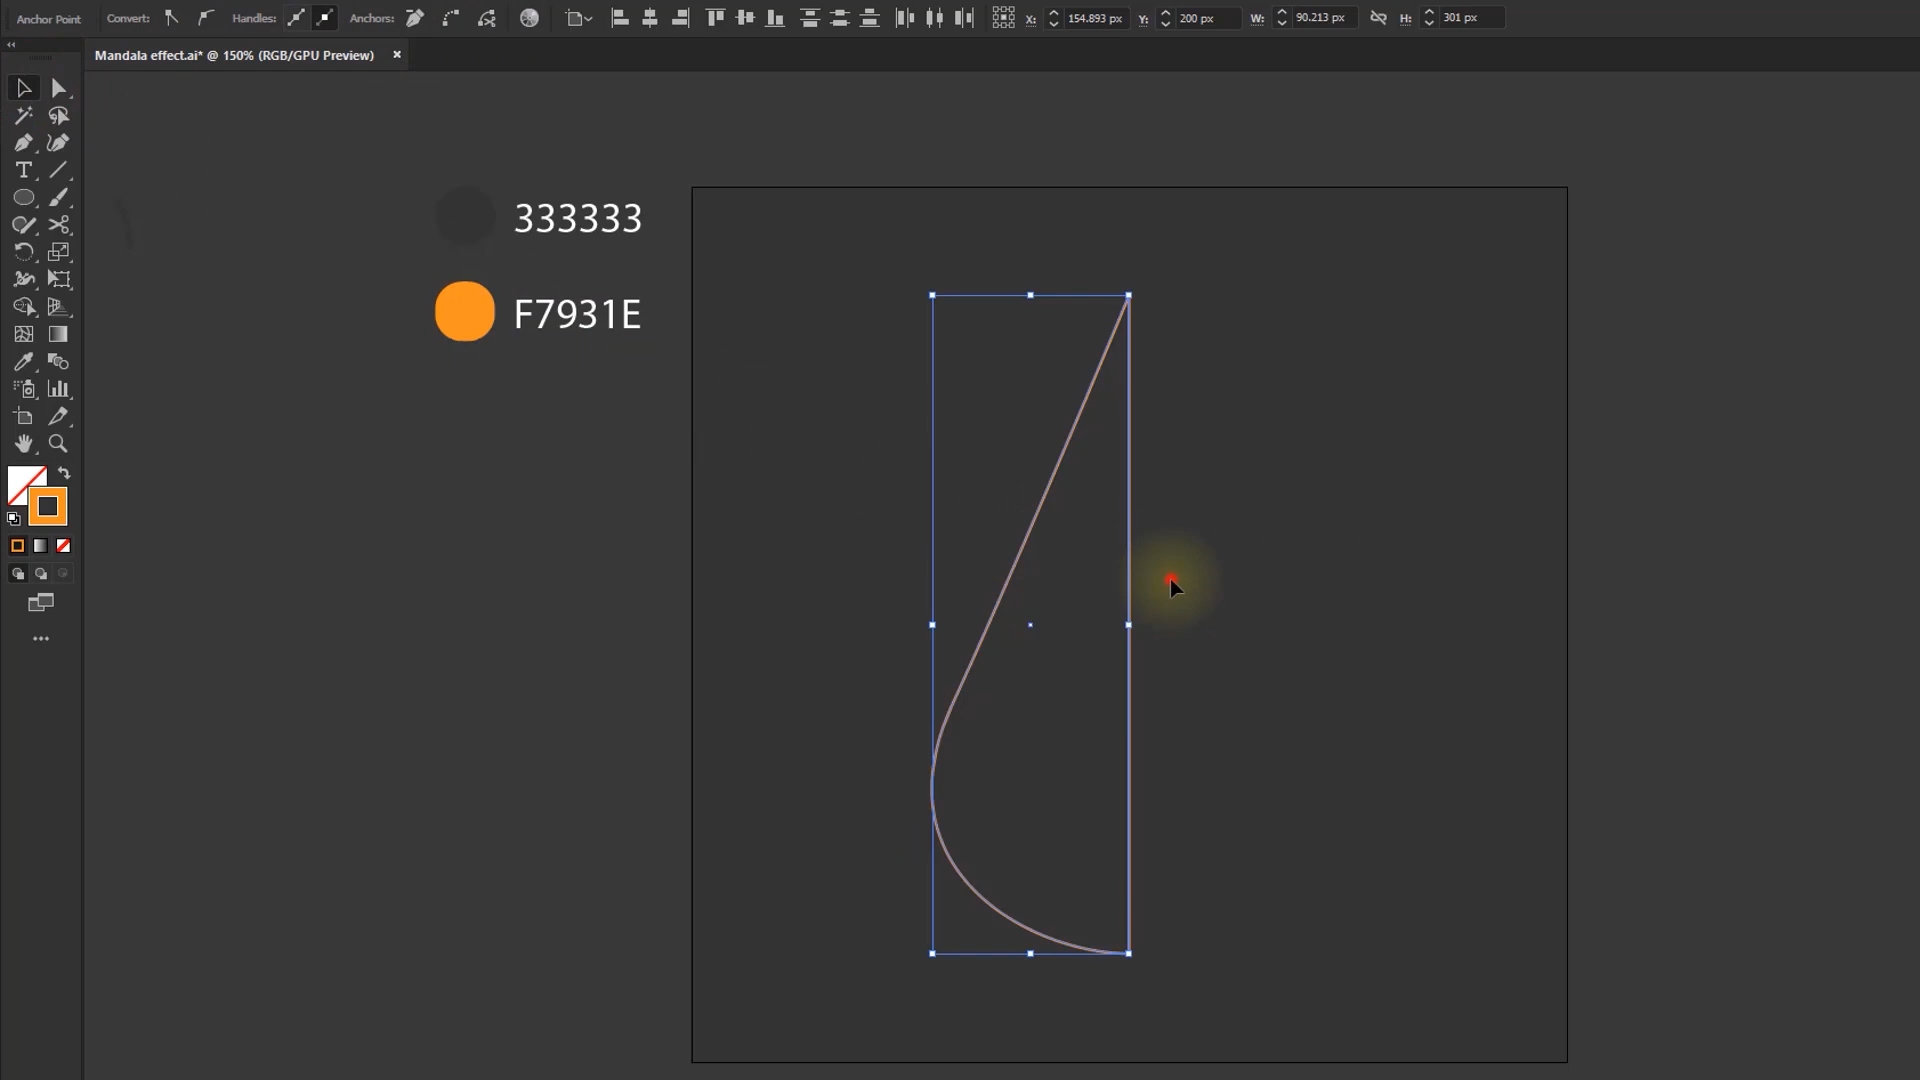 Anchor Point Convert: Handles: Anchors: X: 154.893 px Y: 200 px W: 90.213 px H: 301 px
Mandala effect.ai* @ 150% (RGB/GPU Preview)
333333
F7931E